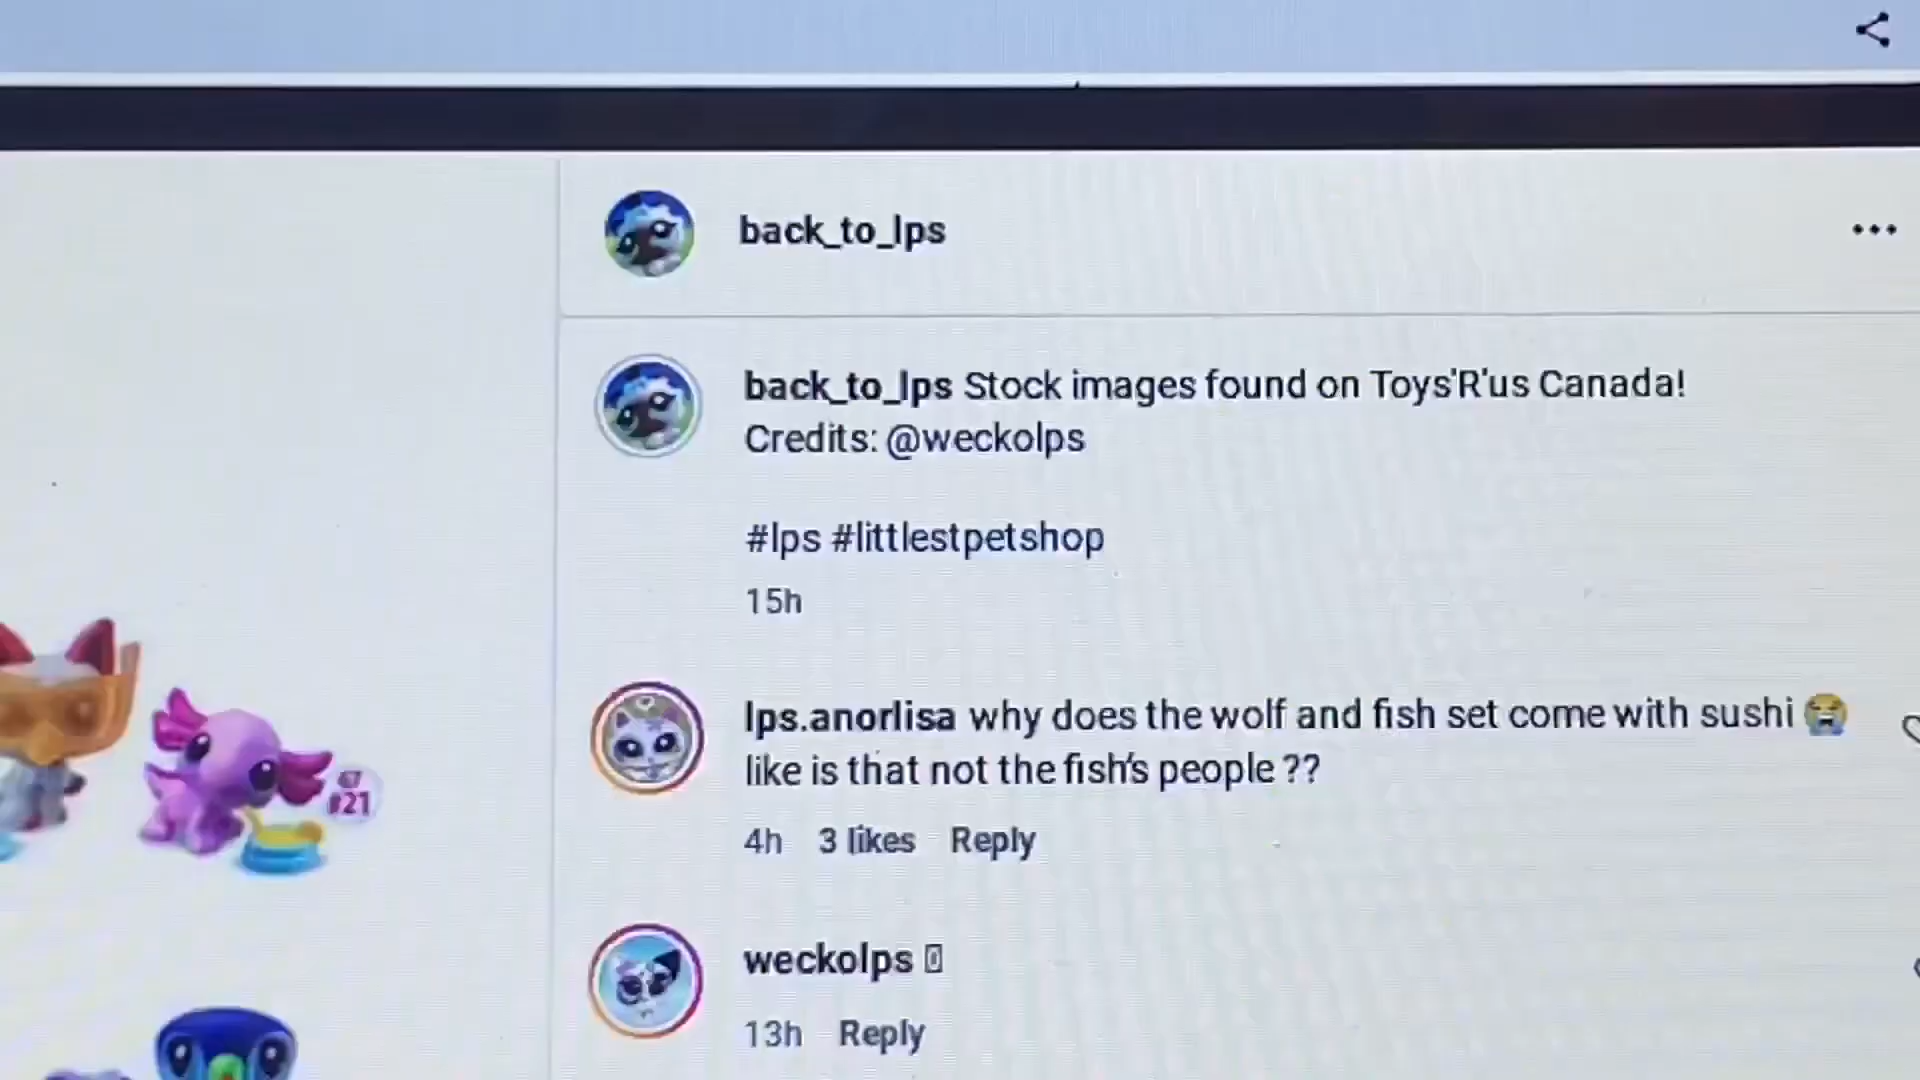 back_to_lps
back_to_lps Stock images found on Toys'R'us Canada!
Credits: @weckolps
#lps #littlestpetshop
15h
lps.anorlisa why does the wolf and fish set come with sushi 😭
like is that not the fish's people ??
4h 3 likes Reply
weckolps
13h Reply
#21